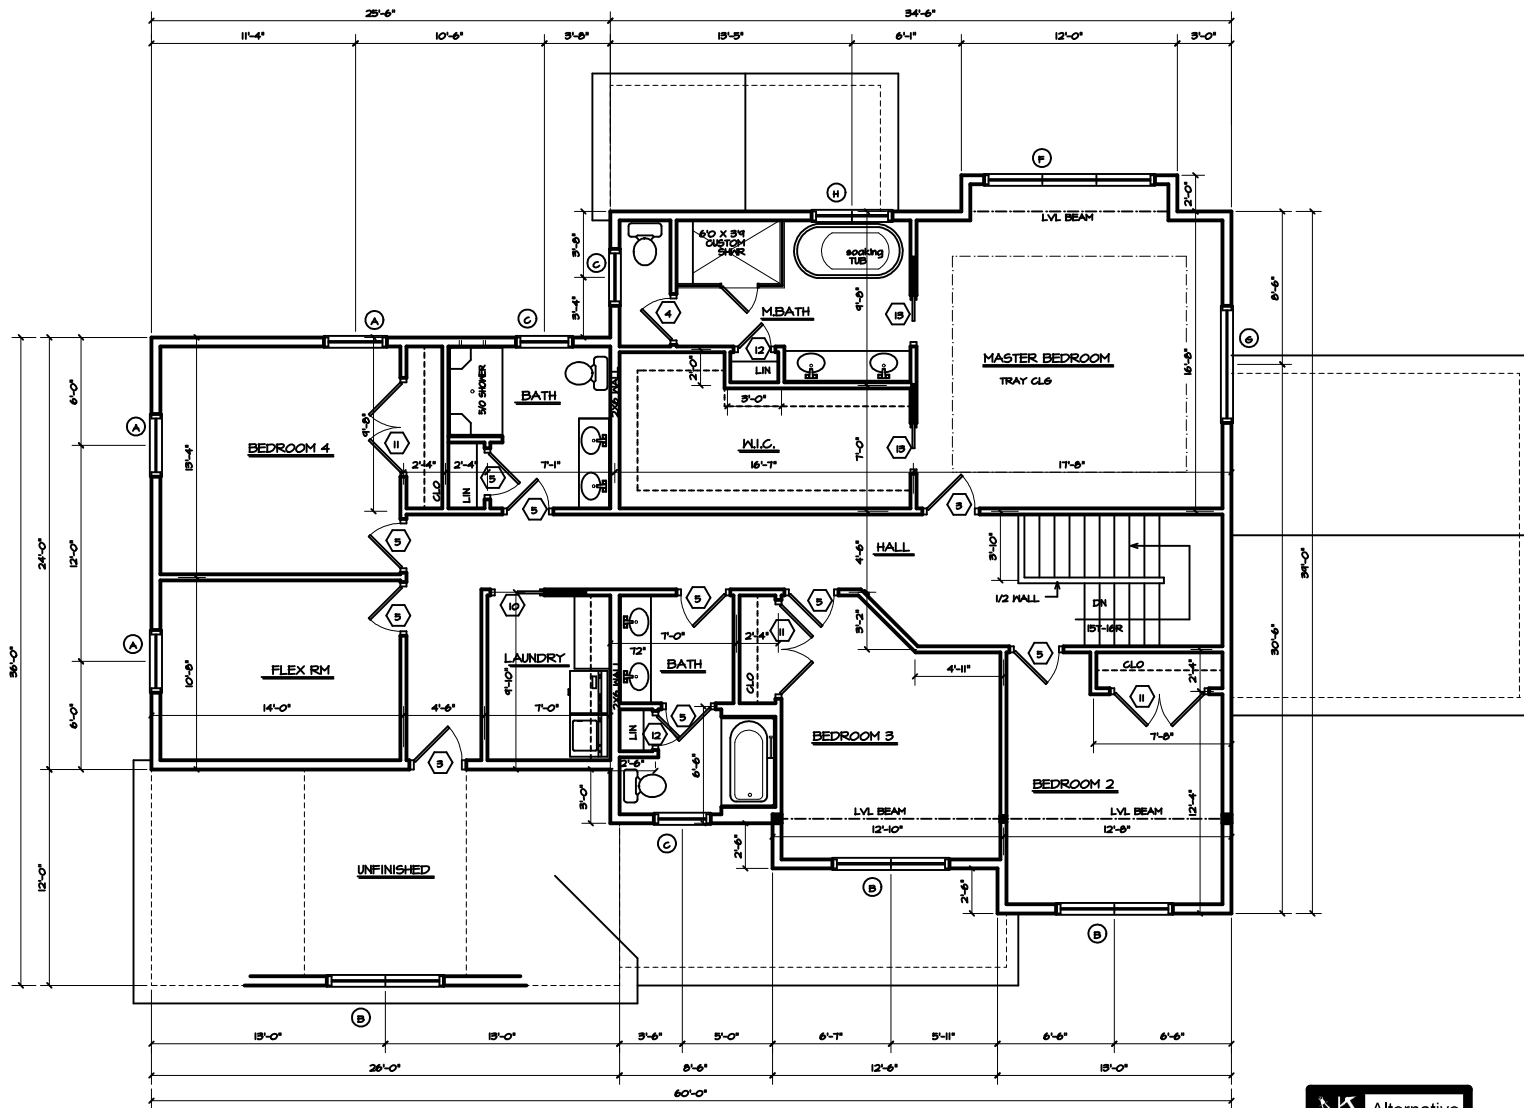 25'-6" 34'-6"
11'-4" 10'-6" 3'-8" 13'-5" 6'-1" 12'-0" 3'-0"
F
H
2'-0"
LVL BEAM
6'0 X 3'9
CUSTOM
SHWR
soaking
TUB
3'-8"
C
3'-4"
9'-8"
8'-6"
4
M.BATH
13
A
C
G
12
LIN
2'-0"
MASTER BEDROOM
TRAY CLG
16'-8"
6'-0"
5/0 SHOWER
BATH
2X6 WALL
3'-0"
A
9'-8"
11
BEDROOM 4
13'-4"
W.I.C.
7'-0"
13
2'-4" 2'-4" 7'-1" 16'-7" 17'-8"
CLO
LIN
5
5
3
24'-0"
12'-0"
5
HALL
4'-6"
3'-10"
39'-0"
1/2 WALL
DN
15T-16R
10
5
5
5
3'-2"
36'-0"
A
72"
7'-0"
2'-4"
11
30'-6"
5
LAUNDRY
9'-10"
BATH
2X6 WALL
CLO
4'-11"
CLO
2'-4"
FLEX RM
10'-8"
14'-0" 4'-6" 7'-0"
11
6'-0"
5
LIN
12
BEDROOM 3
7'-8"
3
2'-6"
6'-6"
BEDROOM 2
12'-4"
3'-0"
LVL BEAM
LVL BEAM
12'-10" 12'-8"
C
2'-6"
12'-0"
UNFINISHED
B
2'-6"
B
B
13'-0" 13'-0" 3'-6" 5'-0" 6'-7" 5'-11" 6'-6" 6'-6"
26'-0" 8'-6" 12'-6" 13'-0"
60'-0"